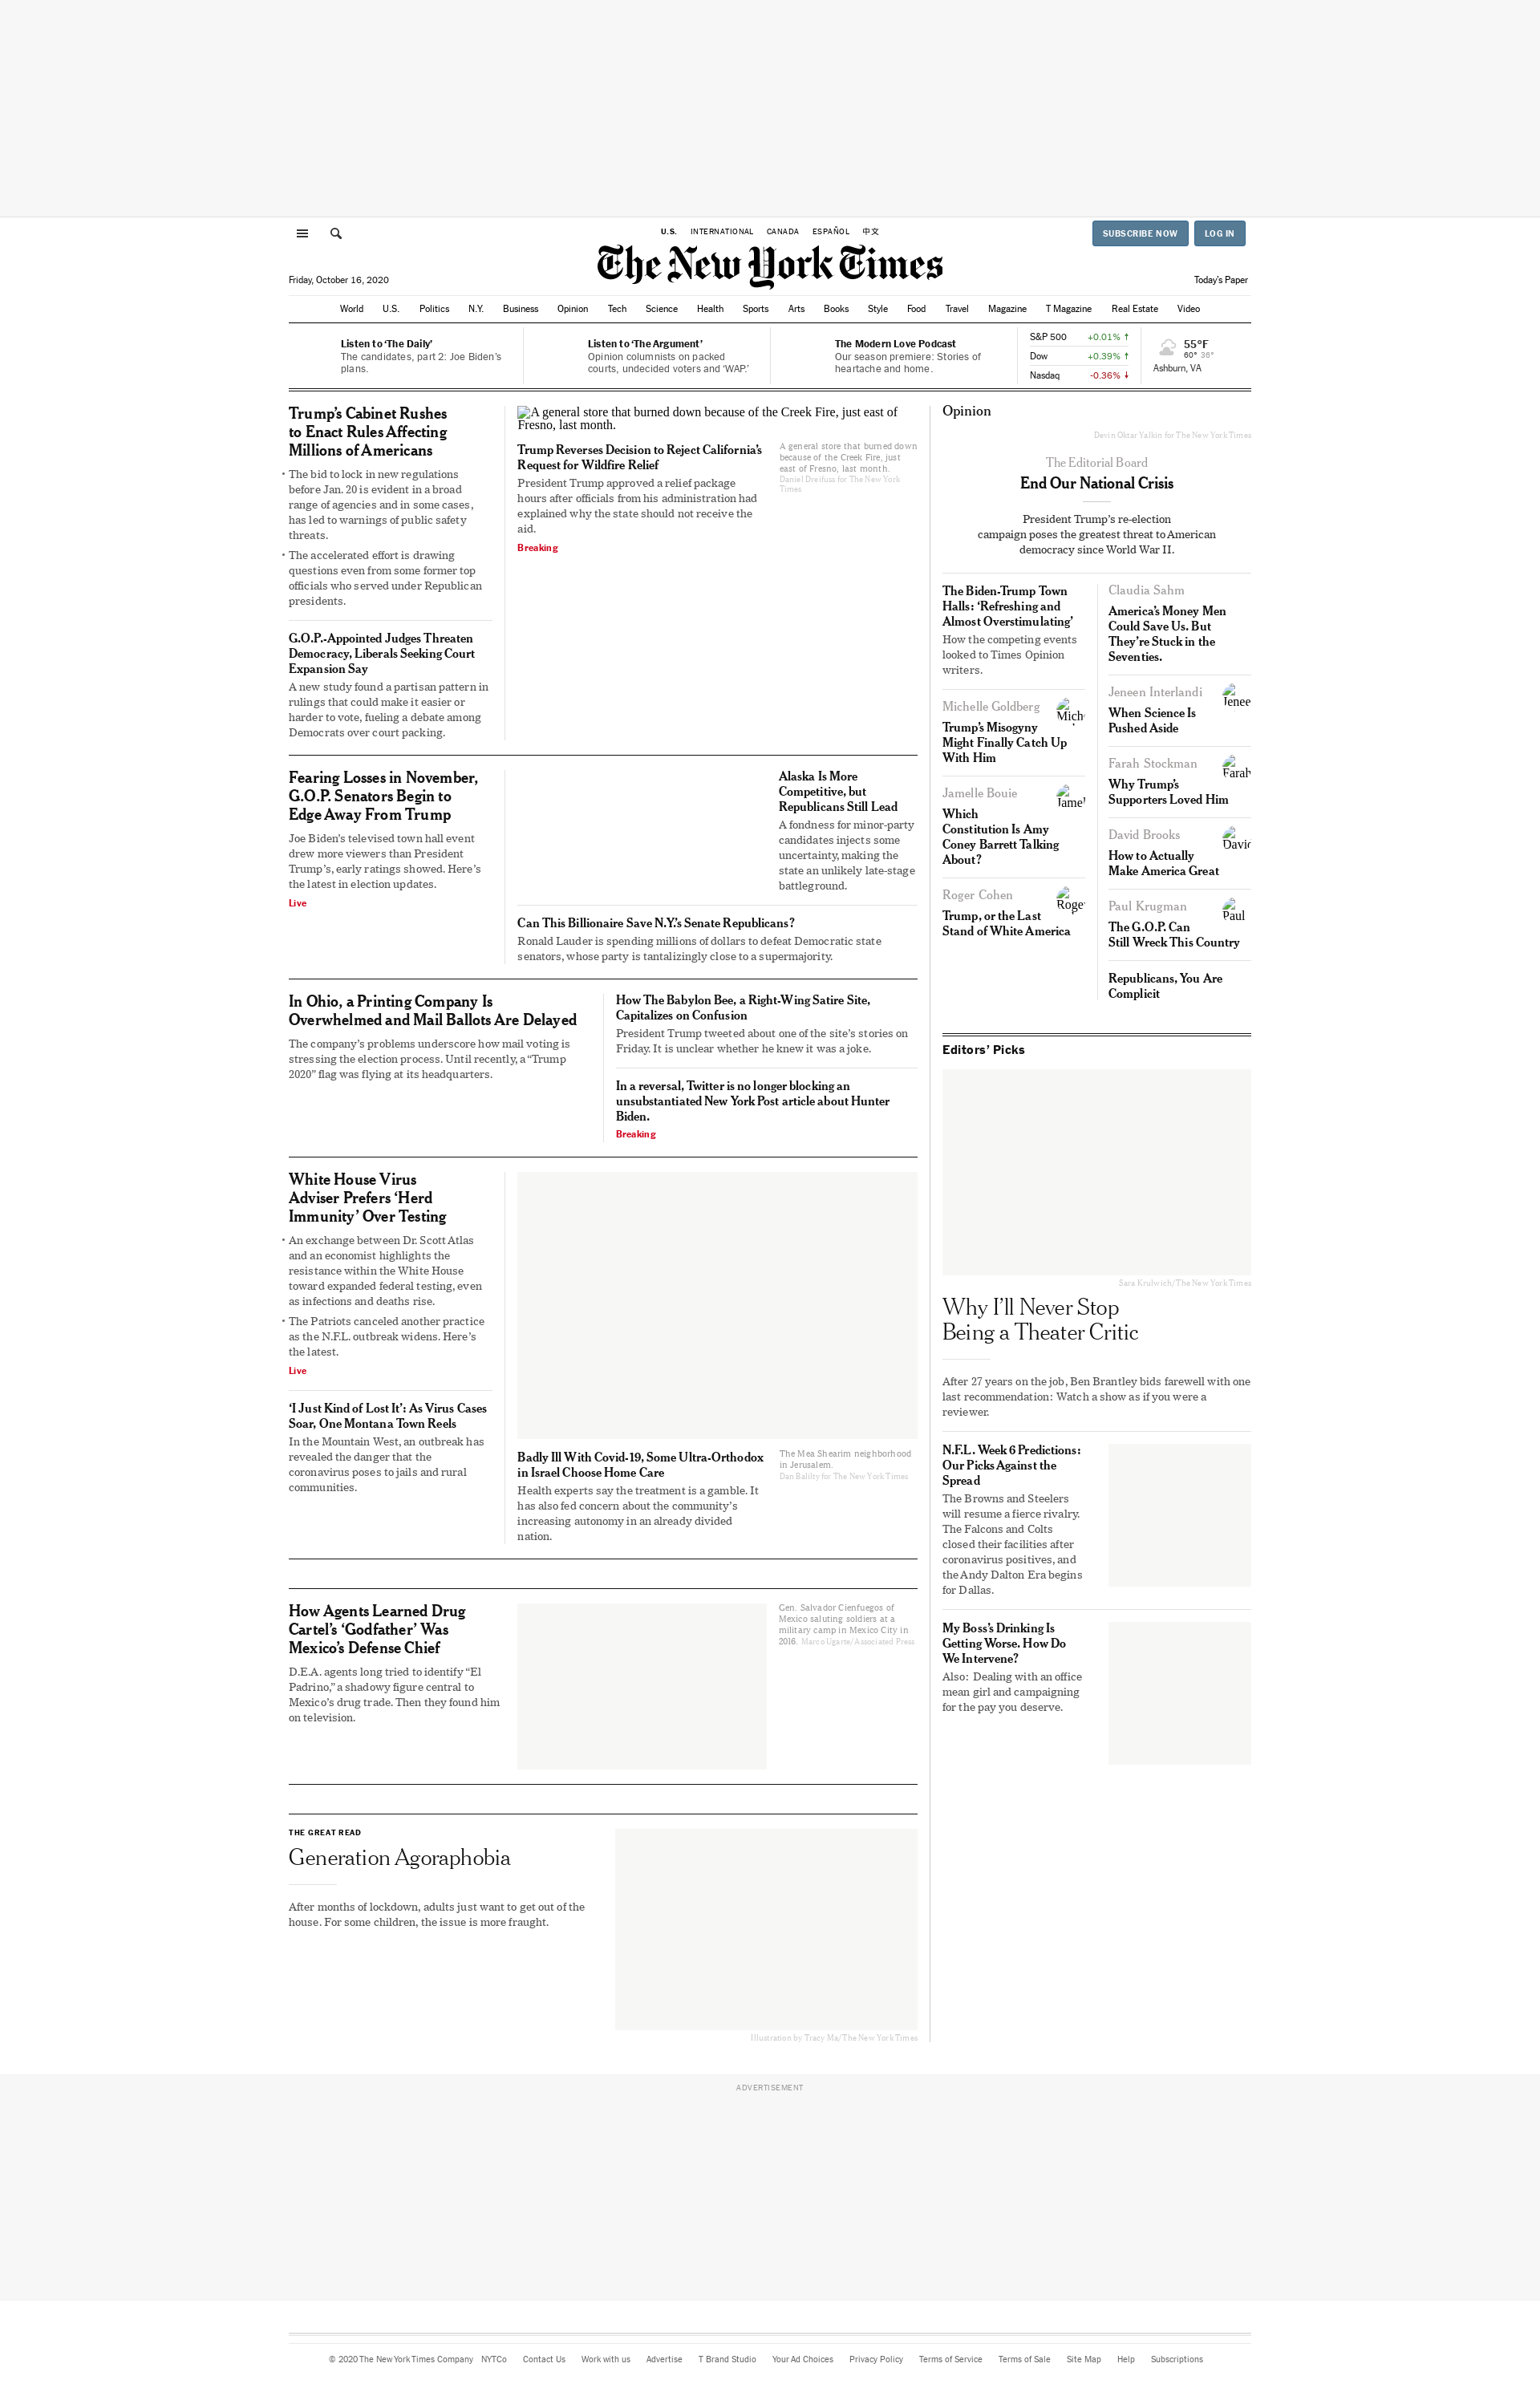 U.S. INTERNATIONAL CANADA ESPAÑOL 中文
SUBSCRIBE NOW LOG IN
The New York Times
Friday, October 16, 2020
Today's Paper
World U.S. Politics N.Y. Business Opinion Tech Science Health Sports Arts Books Style Food Travel Magazine T Magazine Real Estate Video
Listen to ‘The Daily’
The candidates, part 2: Joe Biden’s
plans.
Listen to ‘The Argument’
Opinion columnists on packed
courts, undecided voters and ‘WAP.’
The Modern Love Podcast
Our season premiere: Stories of
heartache and home.
S&P 500 +0.01% ↑
Dow +0.39% ↑
Nasdaq -0.36% ↓
55°F
60° 36°
Ashburn, VA
Trump’s Cabinet Rushes
to Enact Rules Affecting
Millions of Americans
• The bid to lock in new regulations
before Jan. 20 is evident in a broad
range of agencies and in some cases,
has led to warnings of public safety
threats.
• The accelerated effort is drawing
questions even from some former top
officials who served under Republican
presidents.
G.O.P.-Appointed Judges Threaten
Democracy, Liberals Seeking Court
Expansion Say
A new study found a partisan pattern in
rulings that could make it easier or
harder to vote, fueling a debate among
Democrats over court packing.
A general store that burned down because of the Creek Fire, just east of
Fresno, last month.
Trump Reverses Decision to Reject California’s
Request for Wildfire Relief
President Trump approved a relief package
hours after officials from his administration had
explained why the state should not receive the
aid.
Breaking
A general store that burned down
because of the Creek Fire, just
east of Fresno, last month.
Daniel Dreifuss for The New York
Times
Fearing Losses in November,
G.O.P. Senators Begin to
Edge Away From Trump
Joe Biden’s televised town hall event
drew more viewers than President
Trump’s, early ratings showed. Here’s
the latest in election updates.
Live
Alaska Is More
Competitive, but
Republicans Still Lead
A fondness for minor-party
candidates injects some
uncertainty, making the
state an unlikely late-stage
battleground.
Can This Billionaire Save N.Y.’s Senate Republicans?
Ronald Lauder is spending millions of dollars to defeat Democratic state
senators, whose party is tantalizingly close to a supermajority.
In Ohio, a Printing Company Is
Overwhelmed and Mail Ballots Are Delayed
The company’s problems underscore how mail voting is
stressing the election process. Until recently, a “Trump
2020” flag was flying at its headquarters.
How The Babylon Bee, a Right-Wing Satire Site,
Capitalizes on Confusion
President Trump tweeted about one of the site’s stories on
Friday. It is unclear whether he knew it was a joke.
In a reversal, Twitter is no longer blocking an
unsubstantiated New York Post article about Hunter
Biden.
Breaking
White House Virus
Adviser Prefers ‘Herd
Immunity’ Over Testing
• An exchange between Dr. Scott Atlas
and an economist highlights the
resistance within the White House
toward expanded federal testing, even
as infections and deaths rise.
• The Patriots canceled another practice
as the N.F.L. outbreak widens. Here’s
the latest.
Live
‘I Just Kind of Lost It’: As Virus Cases
Soar, One Montana Town Reels
In the Mountain West, an outbreak has
revealed the danger that the
coronavirus poses to jails and rural
communities.
Badly Ill With Covid-19, Some Ultra-Orthodox
in Israel Choose Home Care
Health experts say the treatment is a gamble. It
has also fed concern about the community’s
increasing autonomy in an already divided
nation.
The Mea Shearim neighborhood
in Jerusalem.
Dan Balilty for The New York Times
How Agents Learned Drug
Cartel’s ‘Godfather’ Was
Mexico’s Defense Chief
D.E.A. agents long tried to identify “El
Padrino,” a shadowy figure central to
Mexico’s drug trade. Then they found him
on television.
Gen. Salvador Cienfuegos of
Mexico saluting soldiers at a
military camp in Mexico City in
2016. Marco Ugarte/Associated Press
THE GREAT READ
Generation Agoraphobia
After months of lockdown, adults just want to get out of the
house. For some children, the issue is more fraught.
Illustration by Tracy Ma/The New York Times
Opinion
Devin Oktar Yalkin for The New York Times
The Editorial Board
End Our National Crisis
President Trump’s re-election
campaign poses the greatest threat to American
democracy since World War II.
The Biden-Trump Town
Halls: ‘Refreshing and
Almost Overstimulating’
How the competing events
looked to Times Opinion
writers.
Michelle Goldberg
Trump’s Misogyny
Might Finally Catch Up
With Him
Jamelle Bouie
Which
Constitution Is Amy
Coney Barrett Talking
About?
Roger Cohen
Roger
Trump, or the Last
Stand of White America
Claudia Sahm
America’s Money Men
Could Save Us. But
They’re Stuck in the
Seventies.
Jeneen Interlandi
Jenee
When Science Is
Pushed Aside
Farah Stockman
Farah
Why Trump’s
Supporters Loved Him
David Brooks
David
How to Actually
Make America Great
Paul Krugman
Paul
The G.O.P. Can
Still Wreck This Country
Republicans, You Are
Complicit
Editors’ Picks
Sara Krulwich/The New York Times
Why I’ll Never Stop
Being a Theater Critic
After 27 years on the job, Ben Brantley bids farewell with one
last recommendation: Watch a show as if you were a
reviewer.
N.F.L. Week 6 Predictions:
Our Picks Against the
Spread
The Browns and Steelers
will resume a fierce rivalry.
The Falcons and Colts
closed their facilities after
coronavirus positives, and
the Andy Dalton Era begins
for Dallas.
My Boss’s Drinking Is
Getting Worse. How Do
We Intervene?
Also: Dealing with an office
mean girl and campaigning
for the pay you deserve.
ADVERTISEMENT
© 2020 The New York Times Company NYTCo Contact Us Work with us Advertise T Brand Studio Your Ad Choices Privacy Policy Terms of Service Terms of Sale Site Map Help Subscriptions